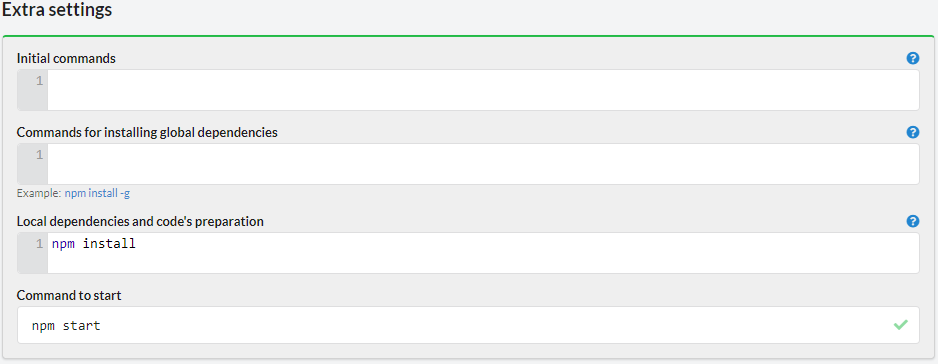 Extra settings
Initial commands
?
1
Commands for installing global dependencies
?
1
Example: npm install -g
Local dependencies and code's preparation
?
1 npm install
Command to start
npm start